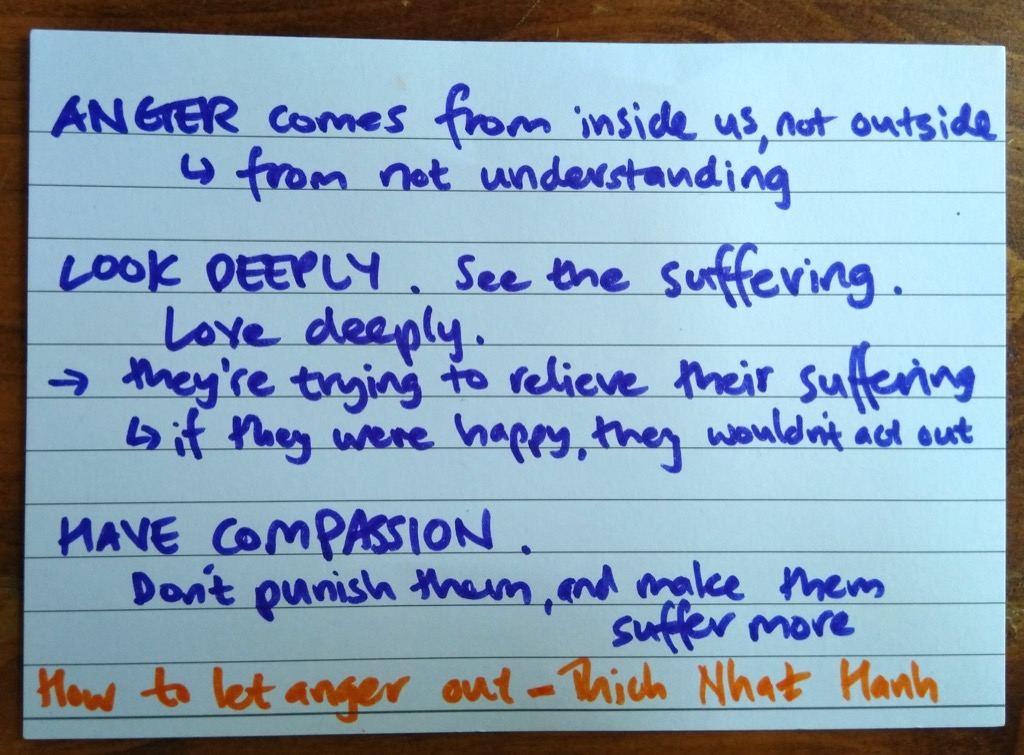 ANGER comes from inside us, not outside
↳ from not understanding
LOOK DEEPLY. See the suffering.
Love deeply.
→ they're trying to relieve their suffering
↳ if they were happy, they wouldn't act out
HAVE COMPASSION.
Don't punish them, and make them
suffer more
How to let anger out - Thich Nhat Hanh